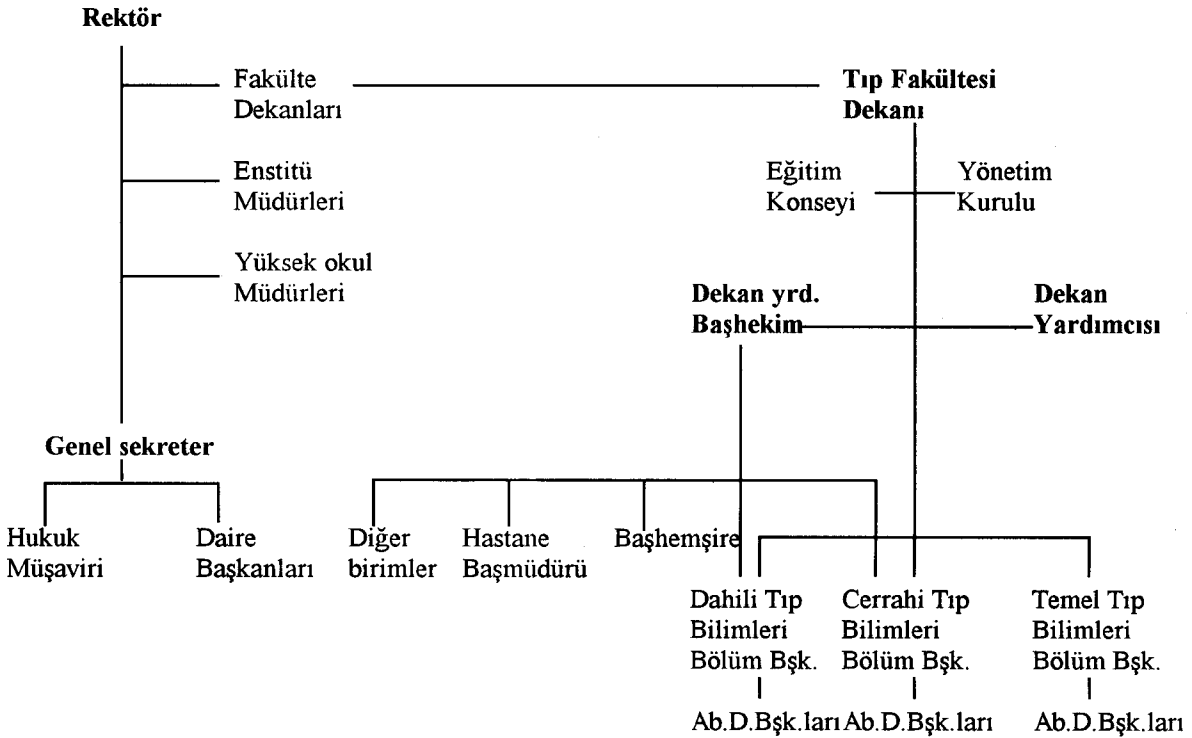 Rektör
Fakülte
Dekanları
Tıp Fakültesi
Dekanı
Enstitü
Müdürleri
Eğitim
Konseyi
Yönetim
Kurulu
Yüksek okul
Müdürleri
Dekan yrd.
Başhekim
Dekan
Yardımcısı
Genel sekreter
Hukuk
Müşaviri
Daire
Başkanları
Diğer
birimler
Hastane
Başmüdürü
Başhemşire
Dahili Tıp
Bilimleri
Bölüm Bşk.
Cerrahi Tıp
Bilimleri
Bölüm Bşk.
Temel Tıp
Bilimleri
Bölüm Bşk.
Ab.D.Bşk.ları
Ab.D.Bşk.ları
Ab.D.Bşk.ları